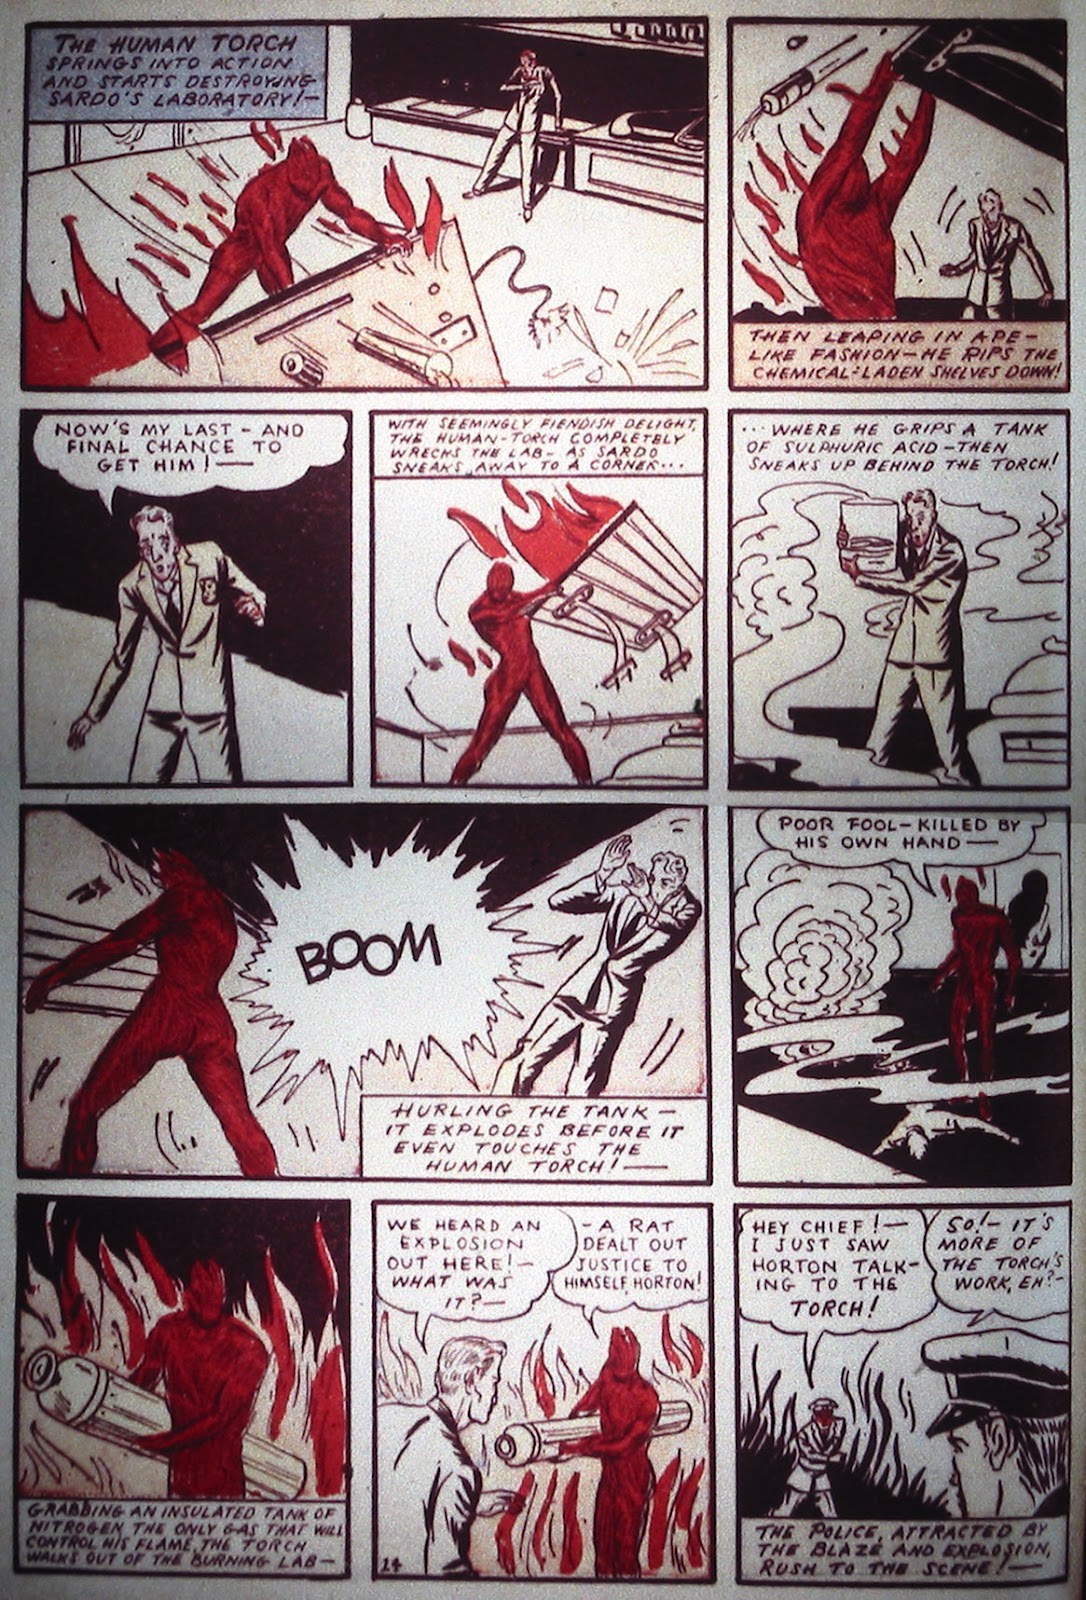 THE HUMAN TORCH
SPRINGS INTO ACTION
AND STARTS DESTROYING
SARDO'S LABORATORY!-
THEN LEAPING IN APE-
LIKE FASHION-HE RIPS THE
CHEMICAL-LADEN SHELVES DOWN!
NOW'S MY LAST-AND
FINAL CHANCE TO
GET HIM!-
WITH SEEMINGLY FIENDISH DELIGHT,
THE HUMAN-TORCH COMPLETELY
WRECKS THE LAB-AS SARDO
SNEAKS AWAY TO A CORNER...
...WHERE HE GRIPS A TANK
OF SULPHURIC ACID-THEN
SNEAKS UP BEHIND THE TORCH!
BOOM
HURLING THE TANK-
IT EXPLODES BEFORE IT
EVEN TOUCHES THE
HUMAN TORCH!-
POOR FOOL-KILLED BY
HIS OWN HAND-
GRABBING AN INSULATED TANK OF
NITROGEN, THE ONLY GAS THAT WILL
CONTROL HIS FLAME, THE TORCH
WALKS OUT OF THE BURNING LAB-
WE HEARD AN
EXPLOSION
OUT HERE!-
WHAT WAS
IT?-
-A RAT
DEALT OUT
JUSTICE TO
HIMSELF, HORTON!
14
HEY CHIEF!-
I JUST SAW
HORTON TALK-
ING TO THE
TORCH!
SO!-IT'S
MORE OF
THE TORCH'S
WORK, EH?-
THE POLICE, ATTRACTED BY
THE BLAZE AND EXPLOSION,
RUSH TO THE SCENE!-